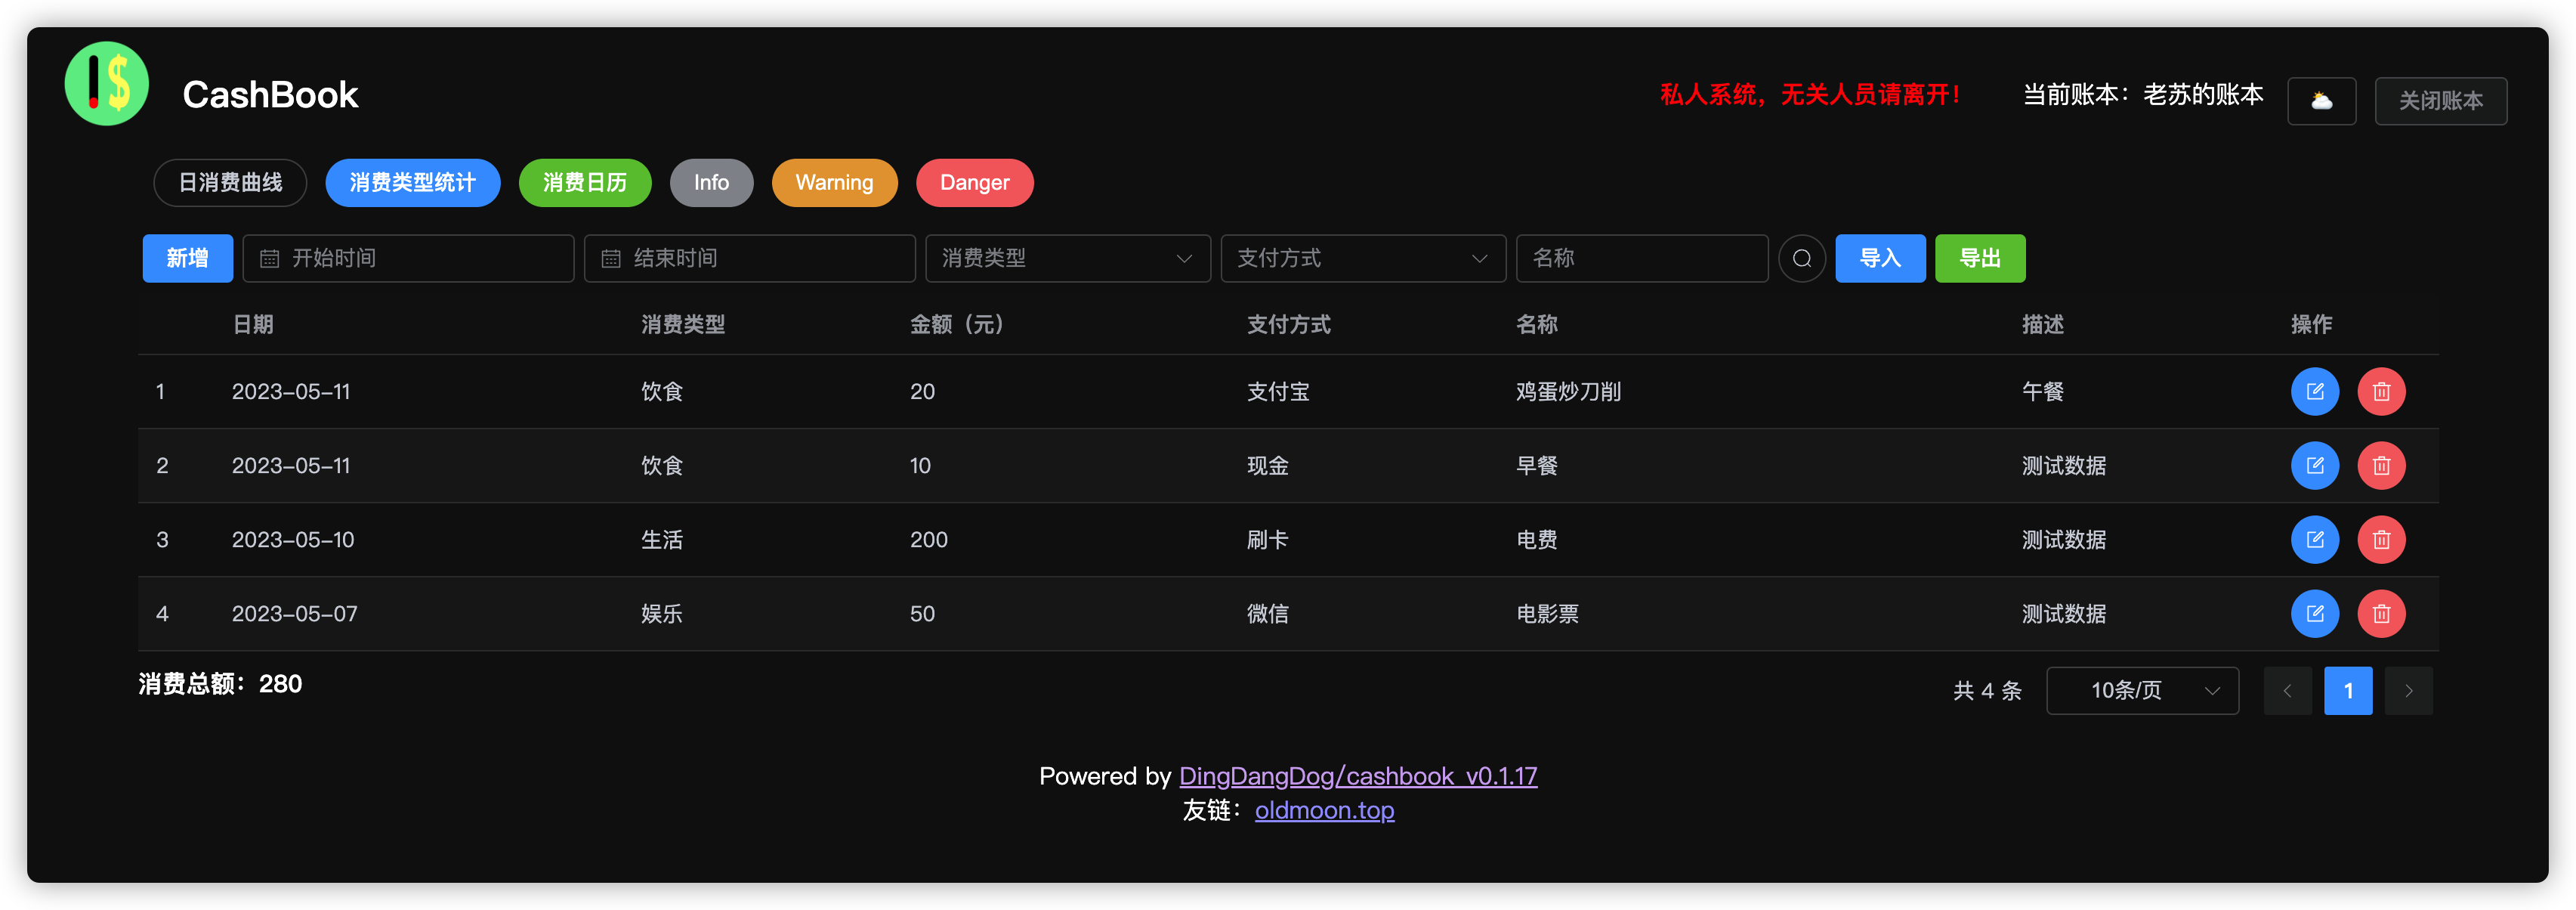 CashBook
私人系统，无关人员请离开！ 当前账本：老苏的账本 关闭账本
日消费曲线 消费类型统计 消费日历 Info Warning Danger
新增 开始时间 结束时间 消费类型 支付方式 名称 导入 导出
日期 消费类型 金额（元） 支付方式 名称 描述 操作
1 2023-05-11 饮食 20 支付宝 鸡蛋炒刀削 午餐
2 2023-05-11 饮食 10 现金 早餐 测试数据
3 2023-05-10 生活 200 刷卡 电费 测试数据
4 2023-05-07 娱乐 50 微信 电影票 测试数据
消费总额：280 共 4 条 10条/页 1
Powered by DingDangDog/cashbook_v0.1.17
友链：oldmoon.top